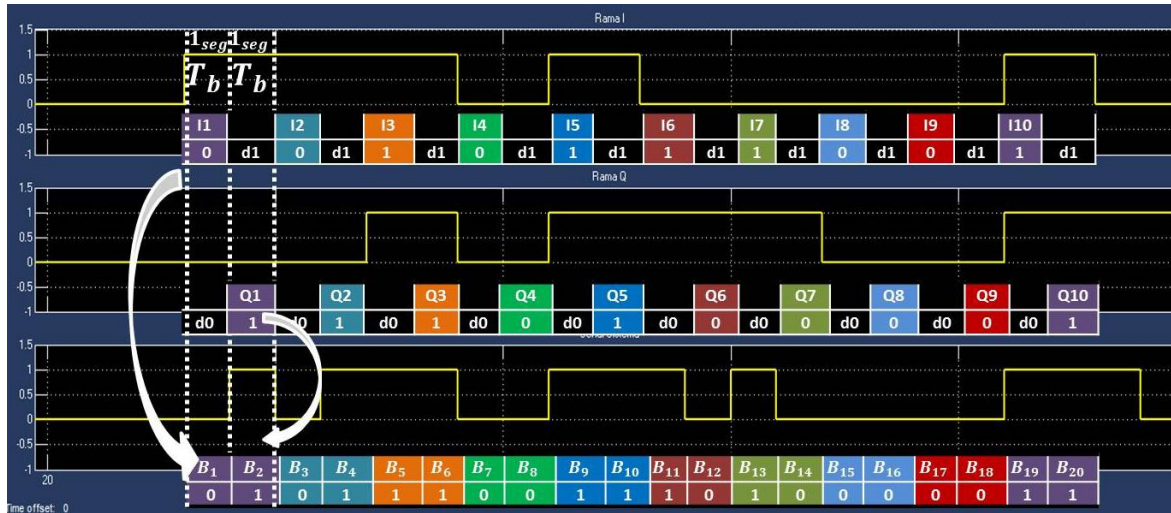 Rama I
1.5
1
0.5
0
-0.5
-1
1seg 1seg
Tb Tb
I1 I2 I3 I4 I5 I6 I7 I8 I9 I10
0 d1 0 d1 1 d1 0 d1 1 d1 1 d1 1 d1 0 d1 0 d1 1 d1
Rama Q
1.5
1
0.5
0
-0.5
-1
Q1 Q2 Q3 Q4 Q5 Q6 Q7 Q8 Q9 Q10
d0 1 d0 1 d0 1 d0 0 d0 1 d0 0 d0 0 d0 0 d0 0 d0 1
1.5
1
0.5
0
-0.5
-1
B1 B2 B3 B4 B5 B6 B7 B8 B9 B10 B11 B12 B13 B14 B15 B16 B17 B18 B19 B20
0 1 0 1 1 1 0 0 1 1 1 0 1 0 0 0 0 0 1 1
20
Time offset: 0